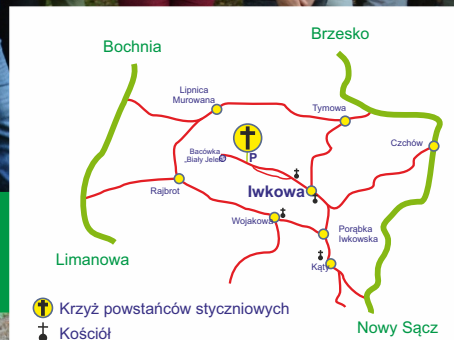 Bochnia
Brzesko
Lipnica
Murowana
Tymowa
Czchów
Bacówka
„Biały Jeleń”
P
Rajbrot
Iwkowa
Wojakowa
Porąbka
Iwkowska
Kąty
Limanowa
Nowy Sącz
Krzyż powstańców styczniowych
Kościół